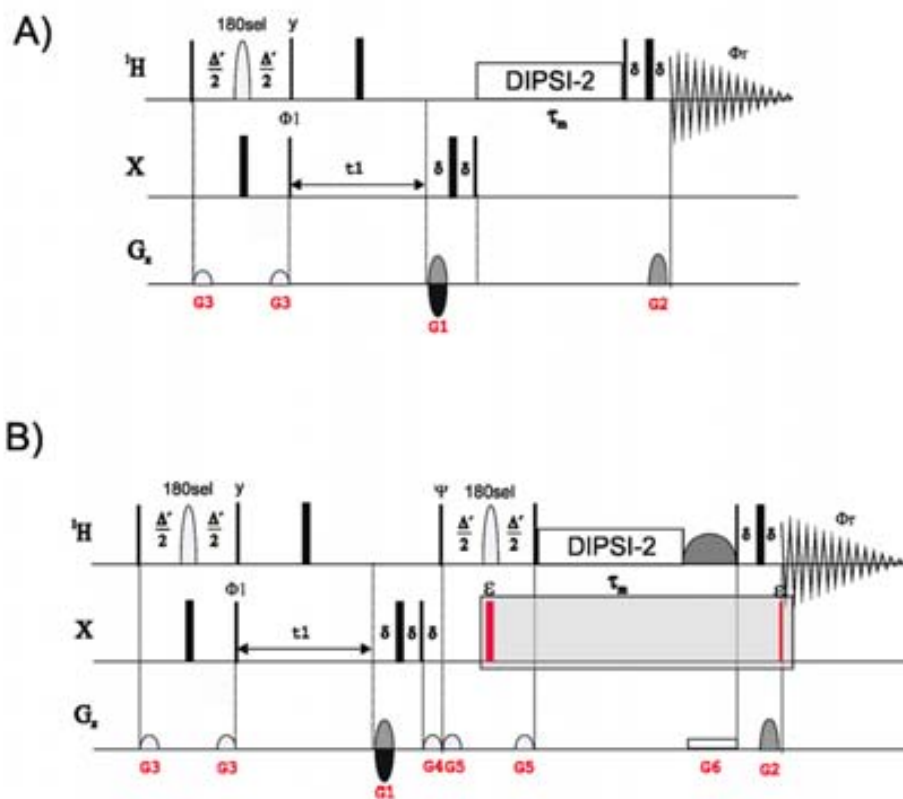 A)
180sel y
¹H Δ'/2 Δ'/2 DIPSI-2 δ δ Φr
Φ1 τm
X t1 δ δ
Gz
G3 G3 G1 G2
B)
180sel y Ψ 180sel
¹H Δ'/2 Δ'/2 Δ'/2 Δ'/2 DIPSI-2 δ δ Φr
Φ1 ε τm ε
X t1 δ δ δ
Gz
G3 G3 G1 G4 G5 G5 G6 G2